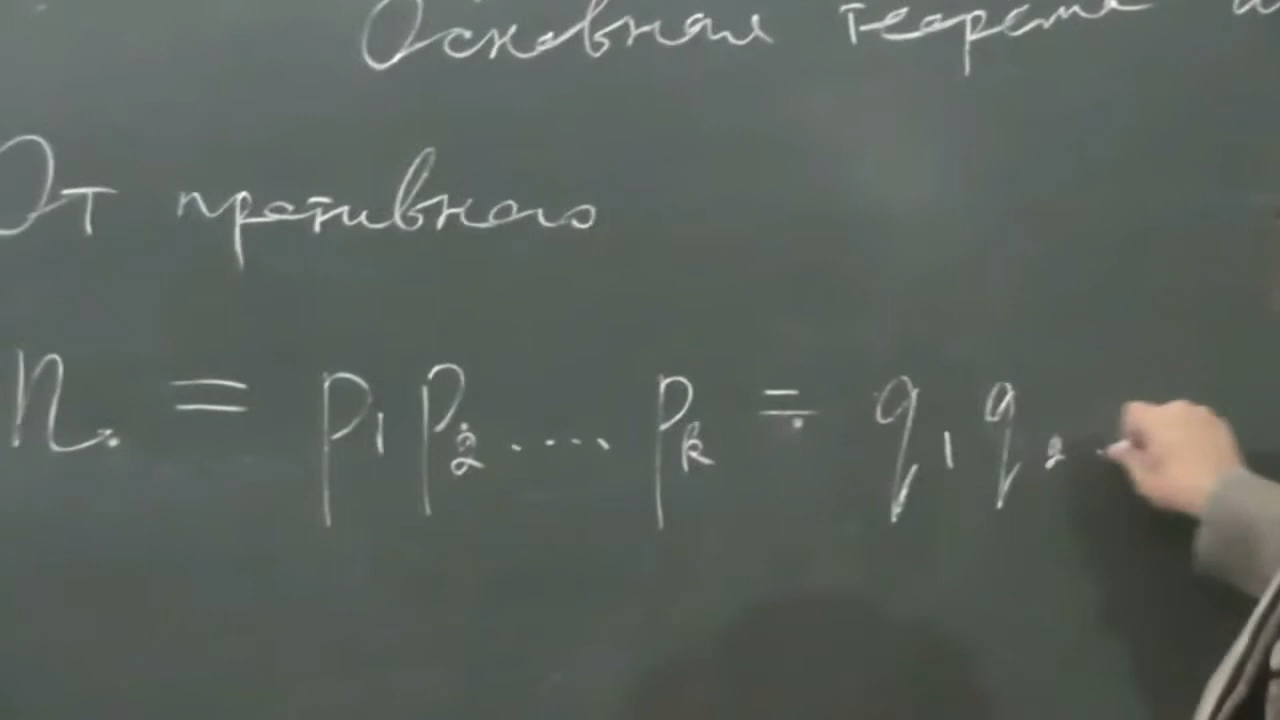 Основная теорема
От противного
n = p₁ p₂ .... pₖ = q₁ q₂ .